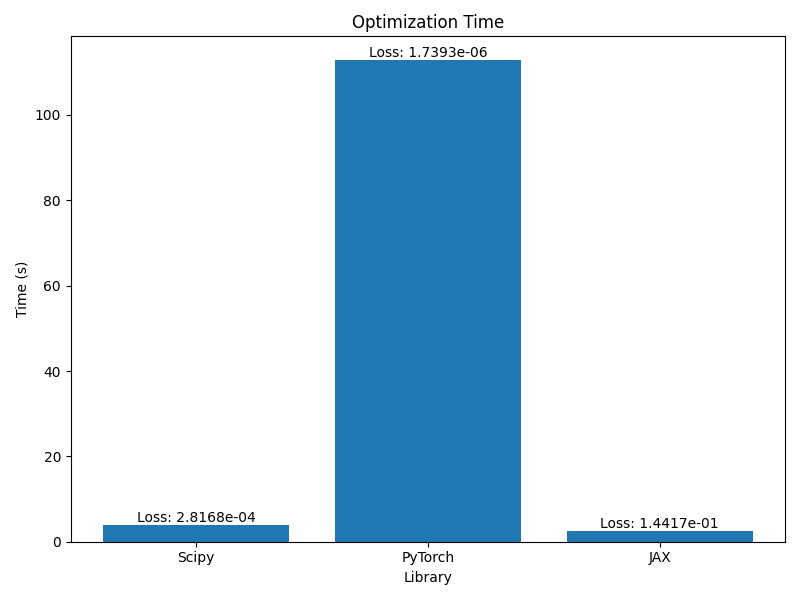 Optimization Time
Loss: 1.7393e-06
Time (s)
100
80
60
40
20
0
Loss: 2.8168e-04
Loss: 1.4417e-01
Scipy
PyTorch
JAX
Library